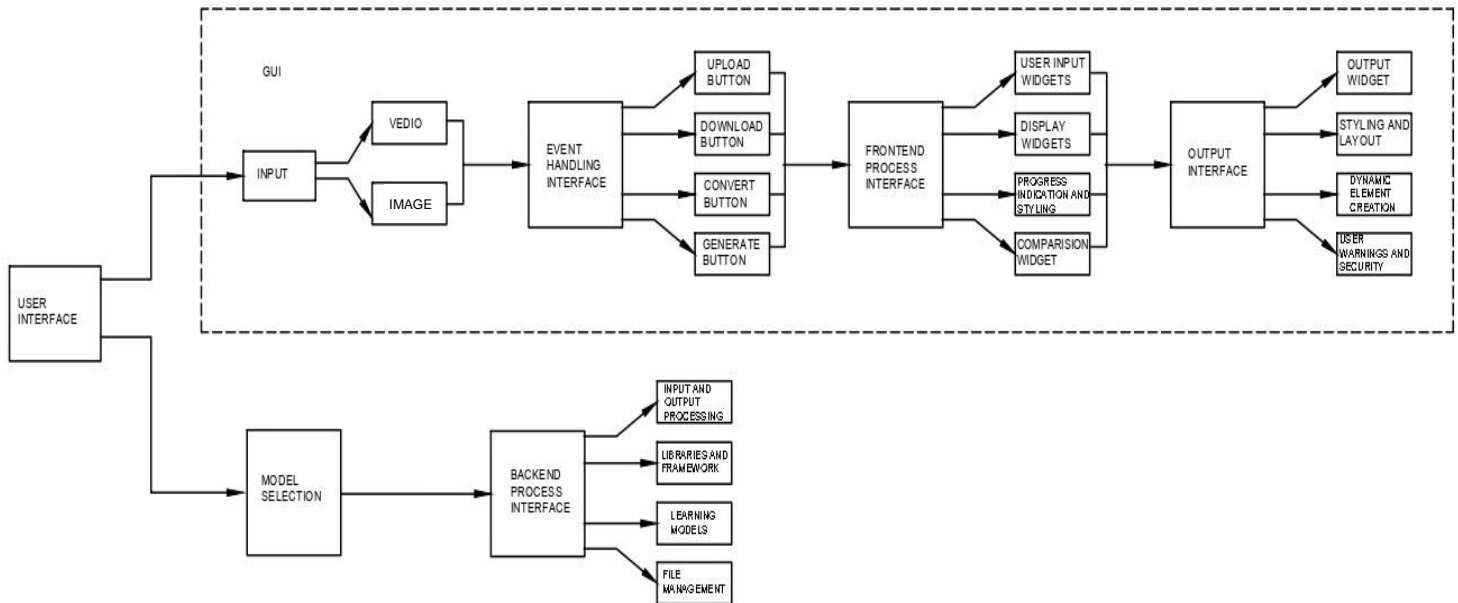 GUI
INPUT
VEDIO
IMAGE
EVENT
HANDLING
INTERFACE
UPLOAD
BUTTON
DOWNLOAD
BUTTON
CONVERT
BUTTON
GENERATE
BUTTON
FRONTEND
PROCESS
INTERFACE
USER INPUT
WIDGETS
DISPLAY
WIDGETS
PROGRESS
INDICATION AND
STYLING
COMPARISION
WIDGET
OUTPUT
INTERFACE
OUTPUT
WIDGET
STYLING AND
LAYOUT
DYNAMIC
ELEMENT
CREATION
USER
WARNINGS AND
SECURITY
USER
INTERFACE
MODEL
SELECTION
BACKEND
PROCESS
INTERFACE
INPUT AND
OUTPUT
PROCESSING
LIBRARIES AND
FRAMEWORK
LEARNING
MODELS
FILE
MANAGEMENT